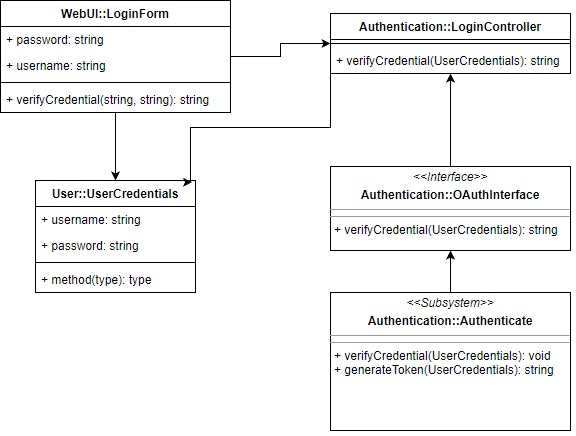 WebUI::LoginForm
+ password: string
+ username: string
+ verifyCredential(string, string): string
Authentication::LoginController
+ verifyCredential(UserCredentials): string
User::UserCredentials
+ username: string
+ password: string
+ method(type): type
<<Interface>>
Authentication::OAuthInterface
+ verifyCredential(UserCredentials): string
<<Subsystem>>
Authentication::Authenticate
+ verifyCredential(UserCredentials): void
+ generateToken(UserCredentials): string